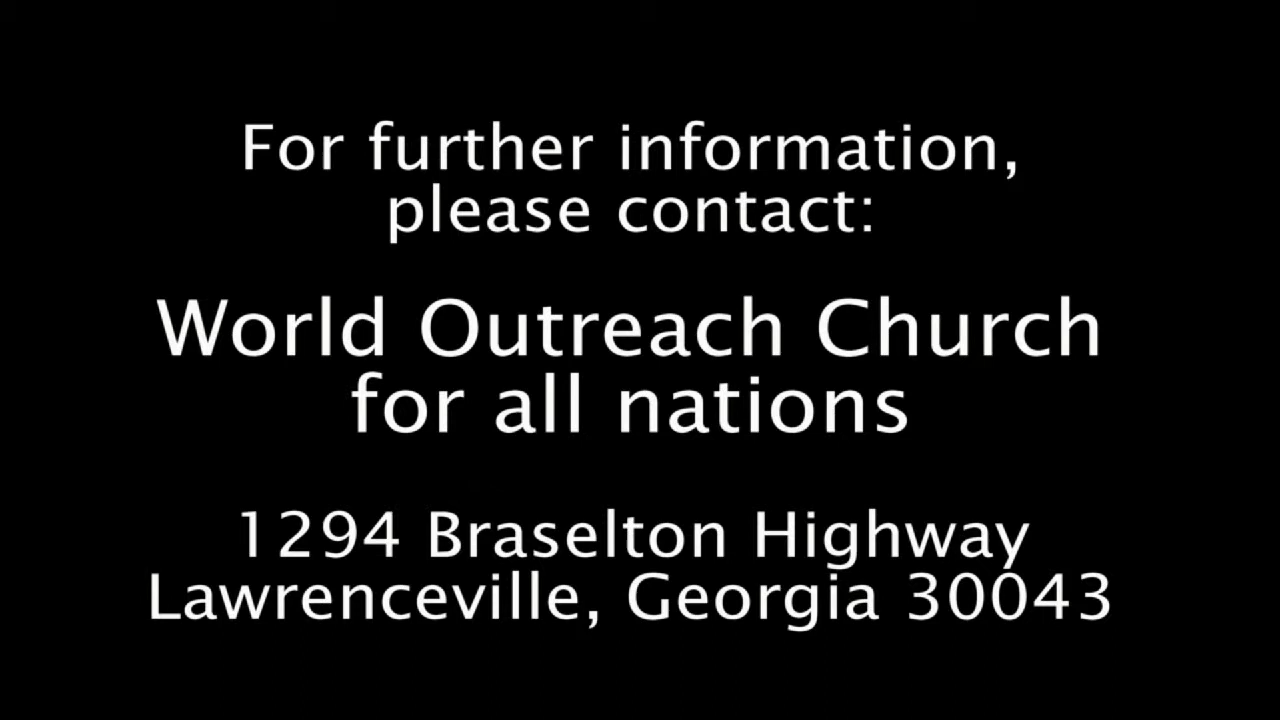 For further information,
please contact:
World Outreach Church
for all nations
1294 Braselton Highway
Lawrenceville, Georgia 30043